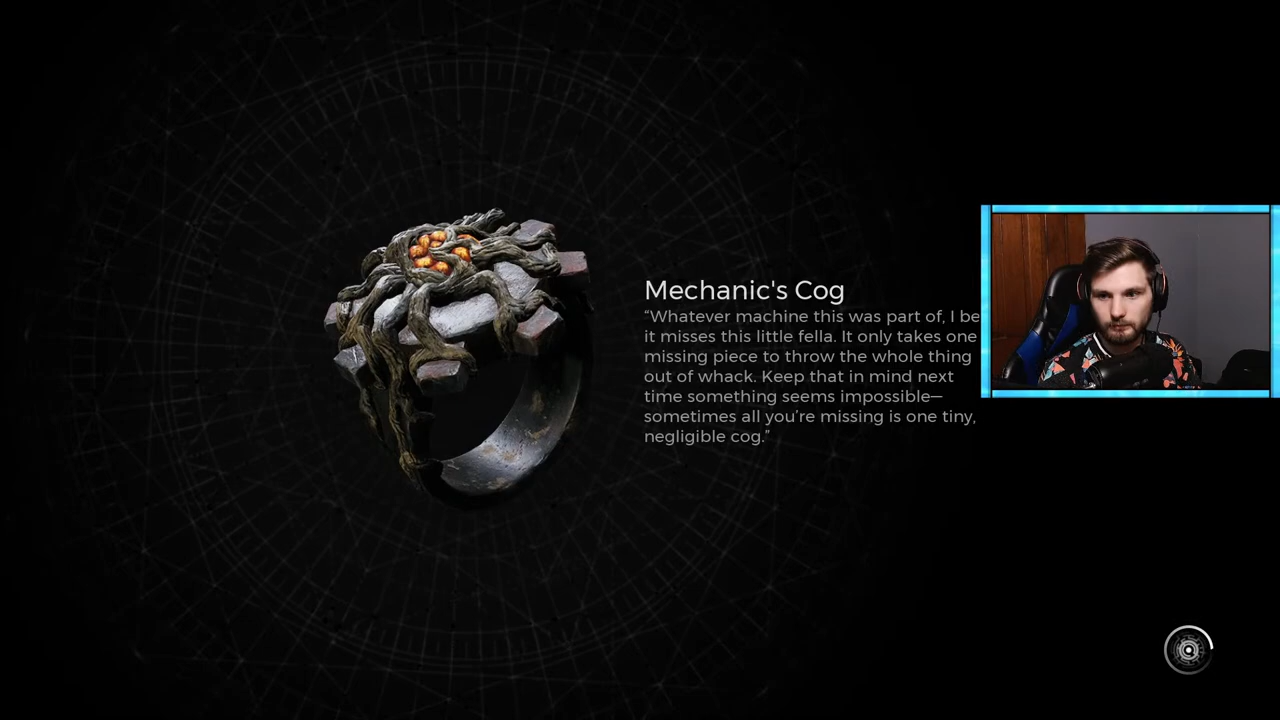 Mechanic's Cog
“Whatever machine this was part of, I be
it misses this little fella. It only takes one
missing piece to throw the whole thing
out of whack. Keep that in mind next
time something seems impossible—
sometimes all you’re missing is one tiny,
negligible cog.”